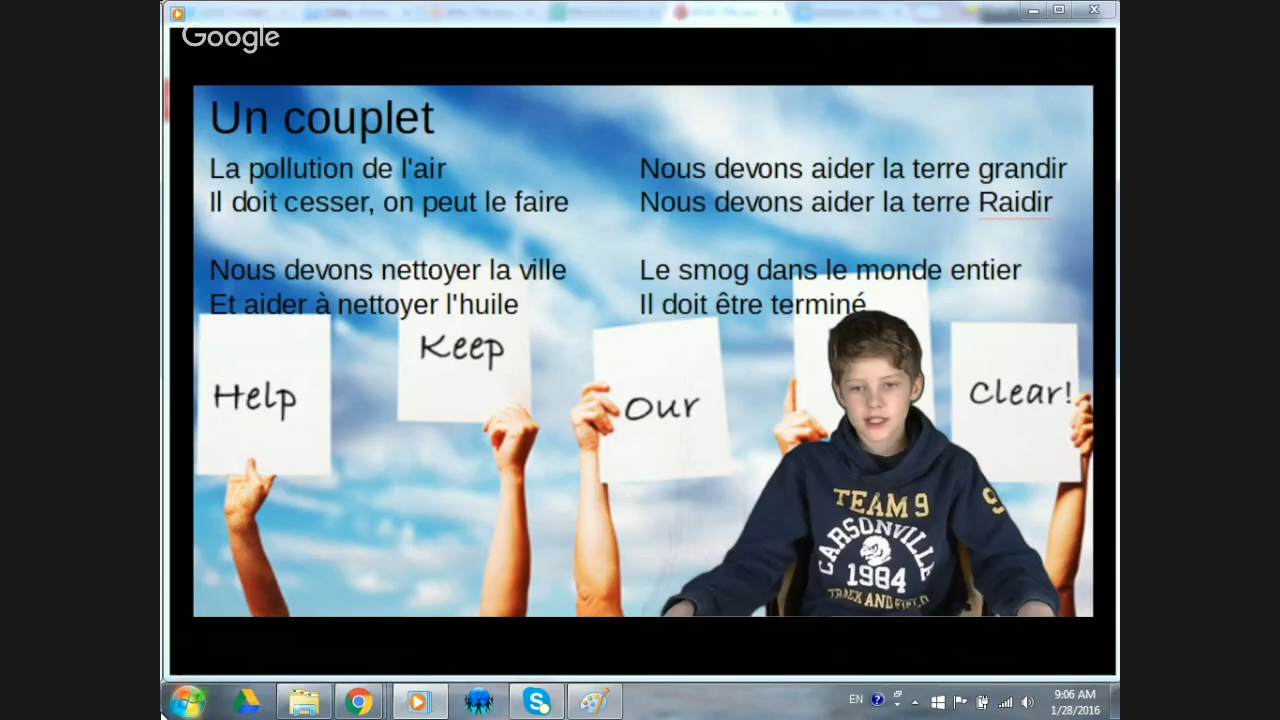 Google
Un couplet
La pollution de l'air
Il doit cesser, on peut le faire
Nous devons nettoyer la ville
Et aider à nettoyer l'huile
Nous devons aider la terre grandir
Nous devons aider la terre Raidir
Le smog dans le monde entier
Il doit être terminé
Help
Keep
Our
Clear!
TEAM 9
9
CARSONVILLE
1984
TRACK AND FIELD
EN
9:06 AM
1/28/2016